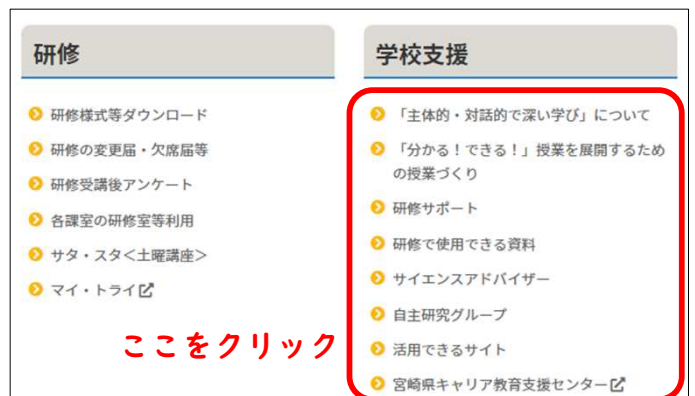 研修
研修様式等ダウンロード
研修の変更届・欠席届等
研修受講後アンケート
各課室の研修室等利用
サタ・スタ<土曜講座>
マイ・トライ
学校支援
「主体的・対話的で深い学び」について
「分かる！できる！」授業を展開するため
の授業づくり
研修サポート
研修で使用できる資料
サイエンスアドバイザー
自主研究グループ
活用できるサイト
宮崎県キャリア教育支援センター
ここをクリック